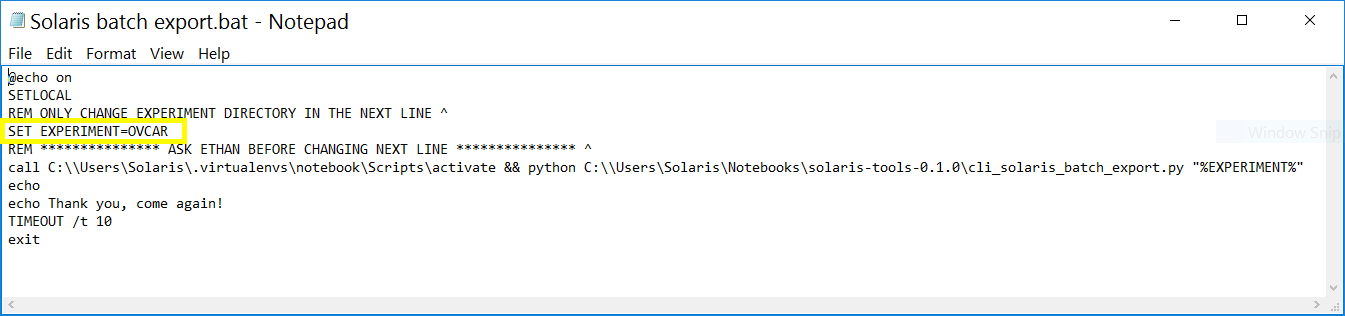 Solaris batch export.bat - Notepad
File Edit Format View Help
@echo on
SETLOCAL
REM ONLY CHANGE EXPERIMENT DIRECTORY IN THE NEXT LINE ^
SET EXPERIMENT=OVCAR
Window Snip
REM *************** ASK ETHAN BEFORE CHANGING NEXT LINE *************** ^
call C:\\Users\Solaris\.virtualenvs\notebook\Scripts\activate && python C:\\Users\Solaris\Notebooks\solaris-tools-0.1.0\cli_solaris_batch_export.py "%EXPERIMENT%"
echo
echo Thank you, come again!
TIMEOUT /t 10
exit